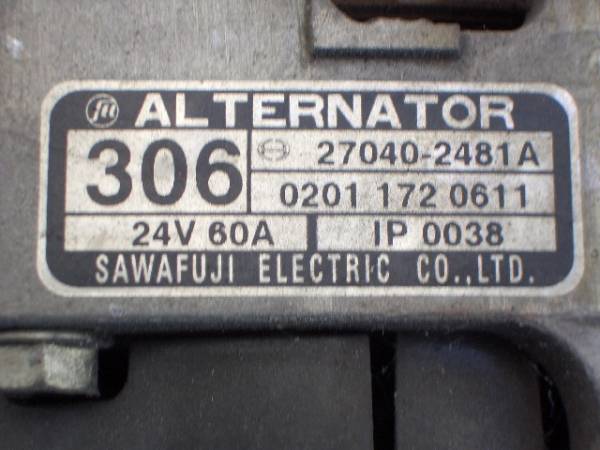 ALTERNATOR
306
27040-2481A
0201 172 0611
24V 60A
IP 0038
SAWAFUJI ELECTRIC CO.,LTD.